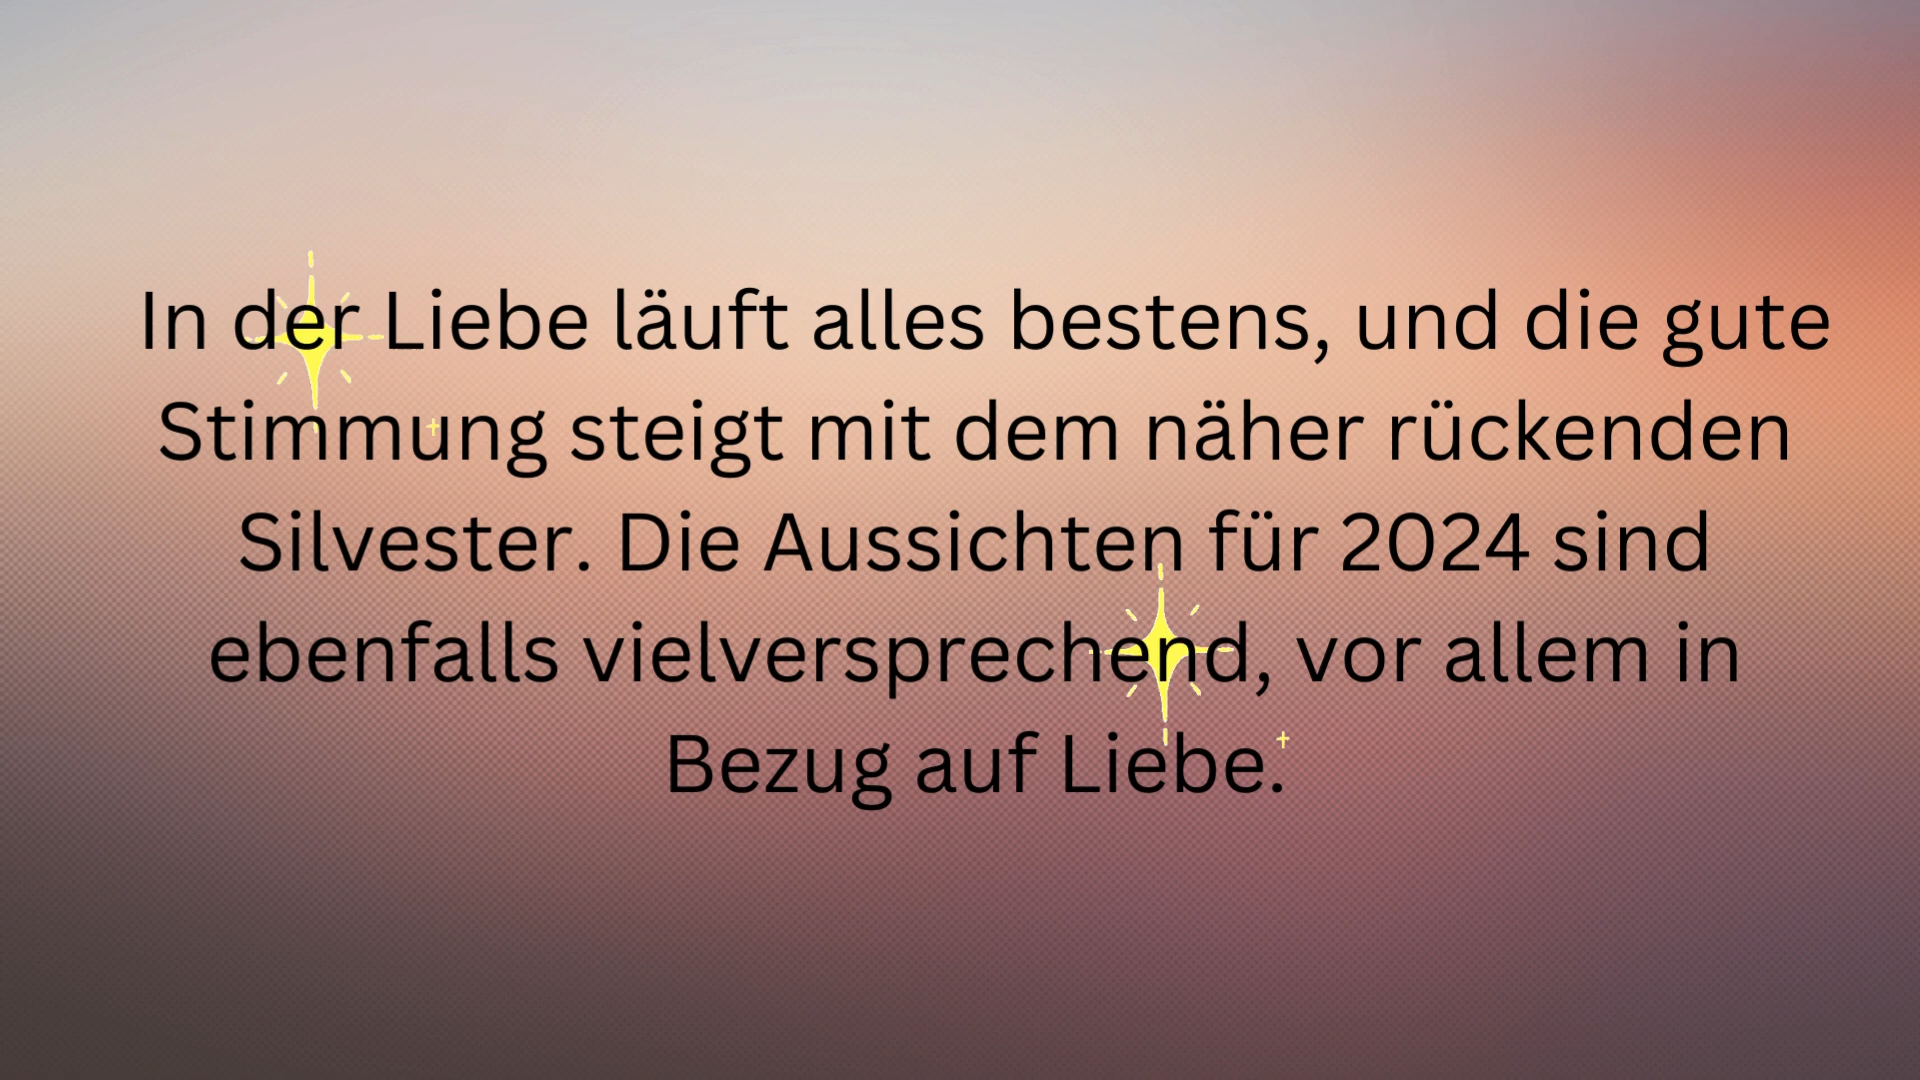 In der Liebe läuft alles bestens, und die gute
Stimmung steigt mit dem näher rückenden
Silvester. Die Aussichten für 2024 sind
ebenfalls vielversprechend, vor allem in
Bezug auf Liebe.